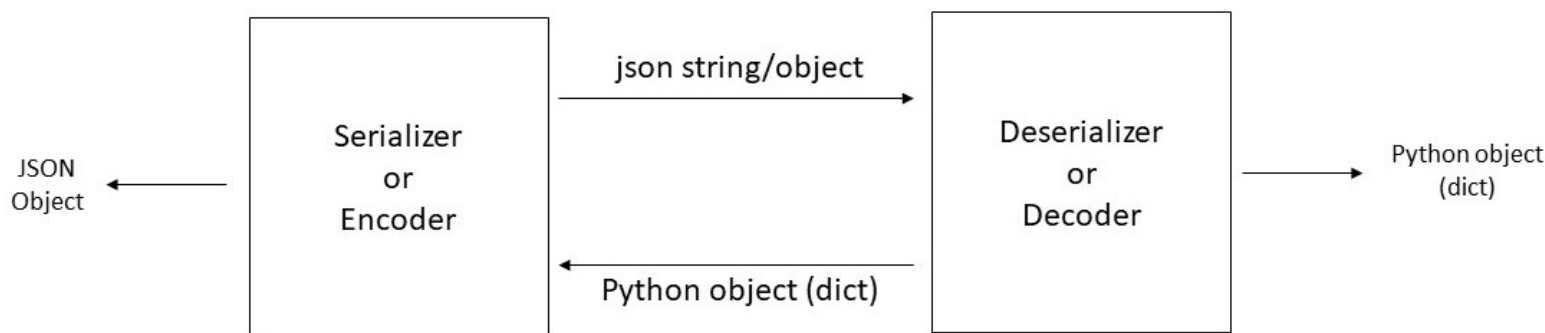 JSON
Object
Serializer
or
Encoder
json string/object
Python object (dict)
Deserializer
or
Decoder
Python object
(dict)